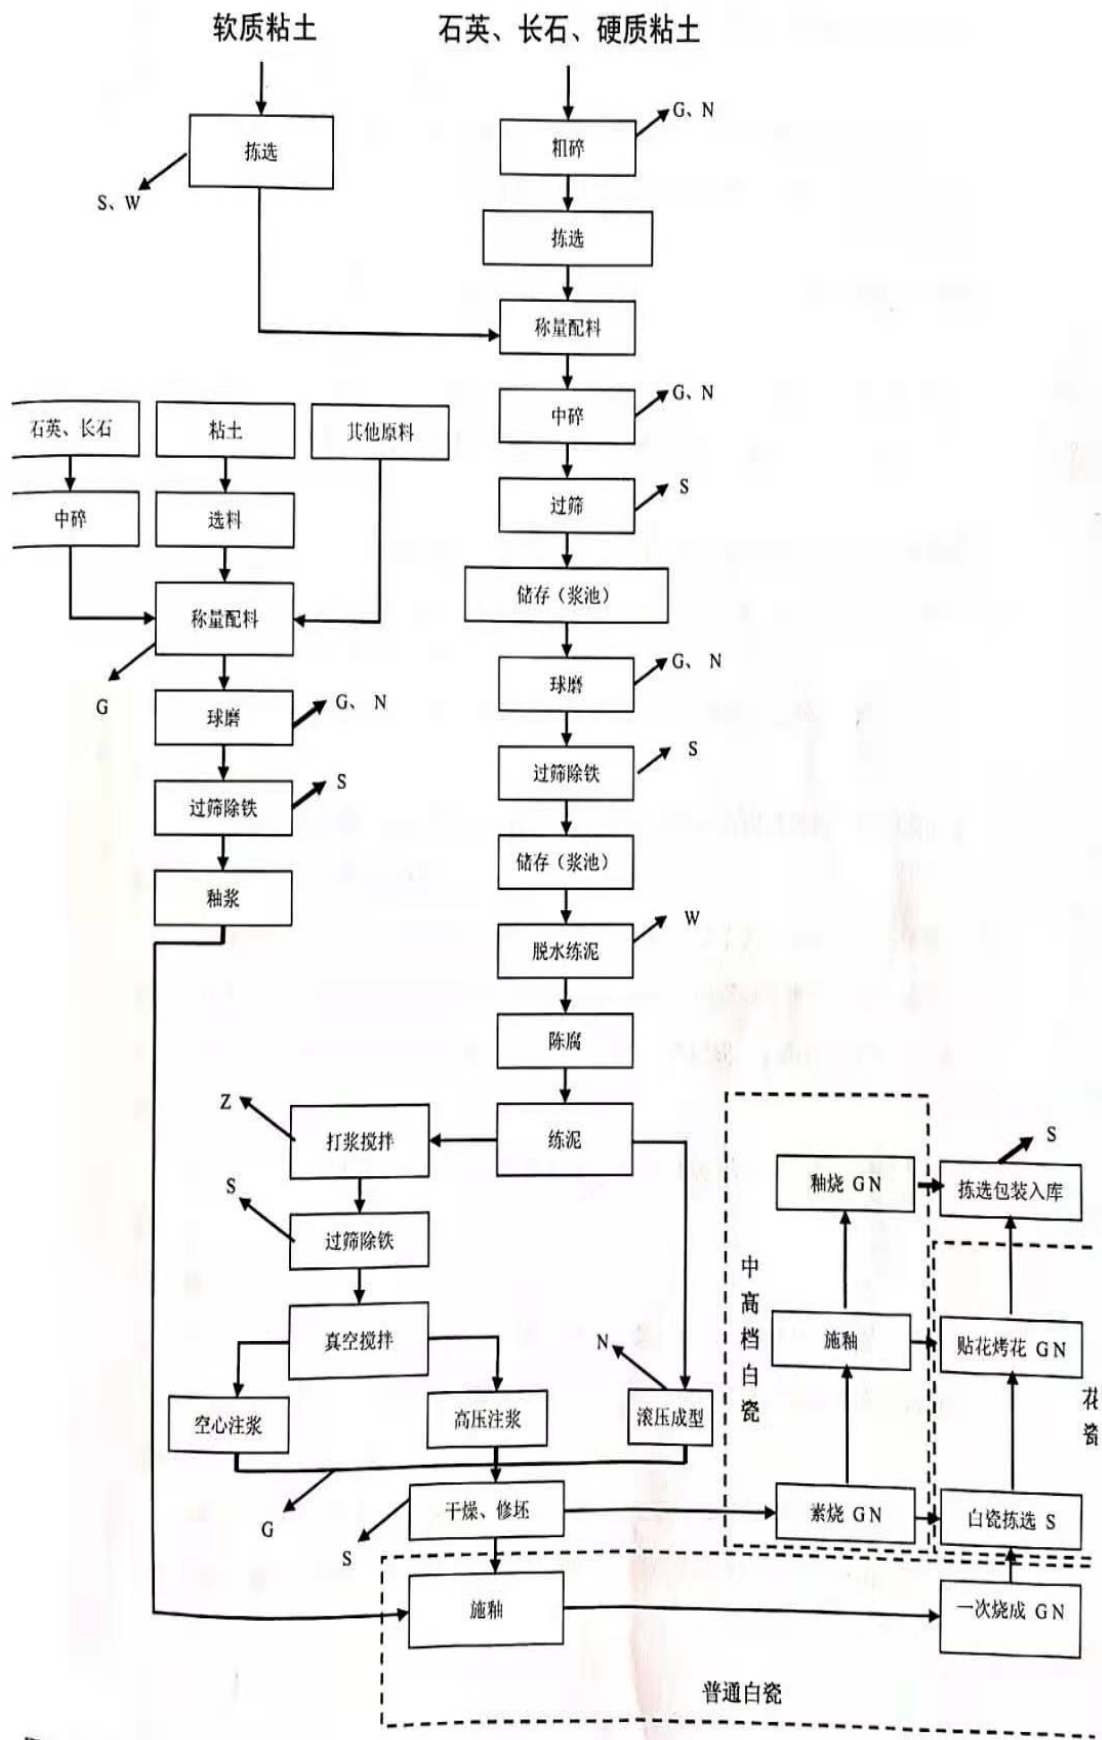 软质粘土
石英、长石、硬质粘土
拣选
S、W
粗碎
G、N
拣选
称量配料
中碎
G、N
过筛
S
储存（浆池）
球磨
G、 N
过筛除铁
S
储存（浆池）
脱水练泥
W
陈腐
练泥
石英、长石
粘土
其他原料
中碎
选料
称量配料
G
球磨
G、 N
过筛除铁
S
釉浆
打浆搅拌
Z
过筛除铁
S
真空搅拌
空心注浆
高压注浆
滚压成型
N
G
干燥、修坯
S
施釉
普通白瓷
中高档白瓷
釉烧 GN
施釉
素烧 GN
拣选包装入库
S
贴花烤花 GN
花瓷
白瓷拣选 S
一次烧成 GN